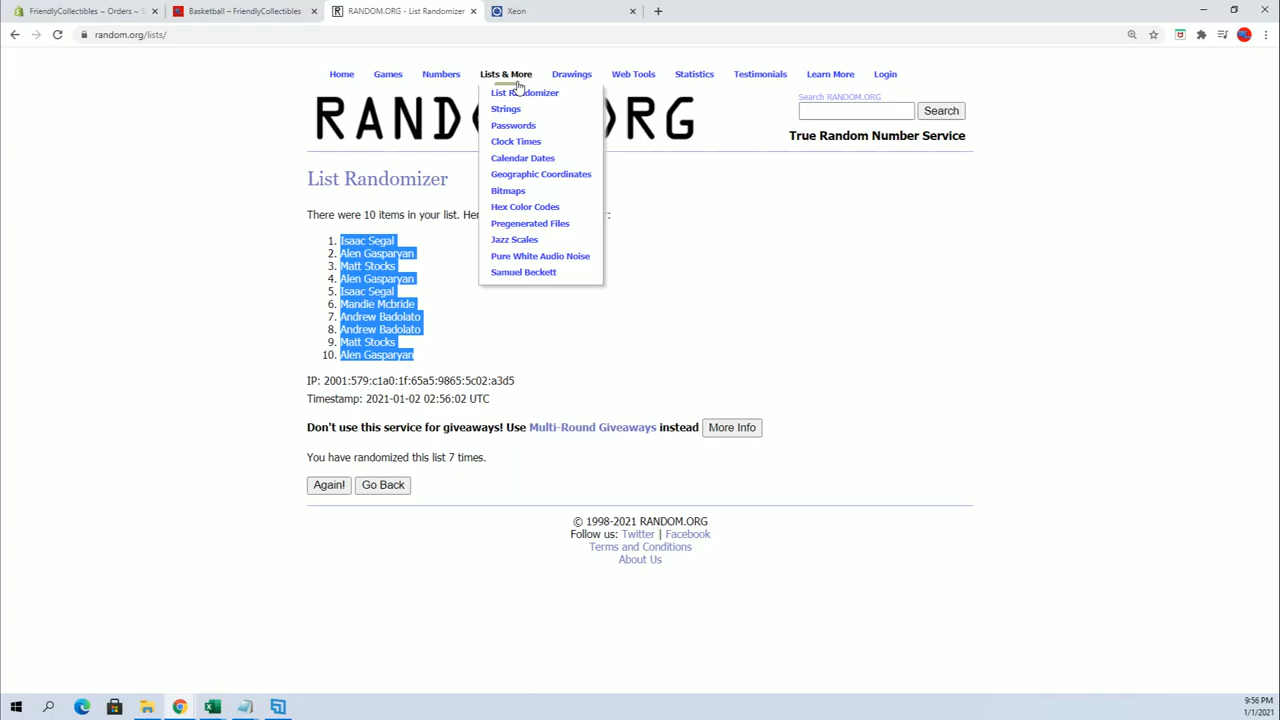 FriendlyCollectibles ~ Orders ~ S
Basketball – FriendlyCollectibles
RANDOM.ORG - List Randomizer
Xeon
random.org/lists/
Home Games Numbers Lists & More Drawings Web Tools Statistics Testimonials Learn More Login
List Randomizer
Strings
Passwords
Clock Times
Calendar Dates
Geographic Coordinates
Bitmaps
Hex Color Codes
Pregenerated Files
Jazz Scales
Pure White Audio Noise
Samuel Beckett
Search RANDOM.ORG
Search
True Random Number Service
List Randomizer
There were 10 items in your list. Her
r:
1. Isaac Segal
2. Alen Gasparyan
3. Matt Stocks
4. Alen Gasparyan
5. Isaac Segal
6. Mandie Mcbride
7. Andrew Badolato
8. Andrew Badolato
9. Matt Stocks
10. Alen Gasparyan
IP: 2001:579:c1a0:1f:65a5:9865:5c02:a3d5
Timestamp: 2021-01-02 02:56:02 UTC
Don't use this service for giveaways! Use Multi-Round Giveaways instead More Info
You have randomized this list 7 times.
Again! Go Back
© 1998-2021 RANDOM.ORG
Follow us: Twitter | Facebook
Terms and Conditions
About Us
9:56 PM
1/1/2021